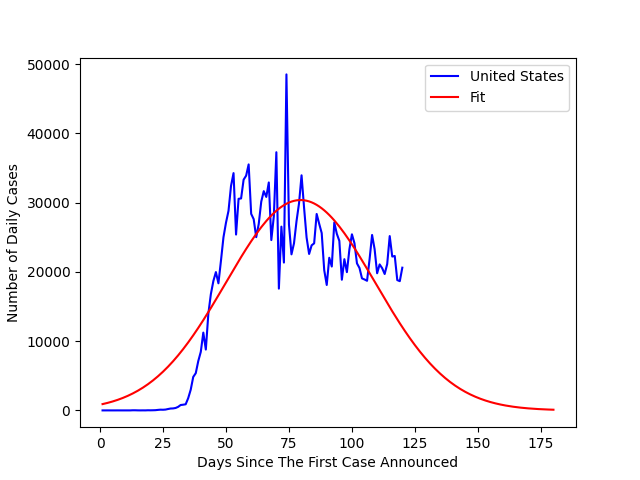 United States
Fit
50000
40000
30000
20000
10000
0
Number of Daily Cases
0 25 50 75 100 125 150 175
Days Since The First Case Announced